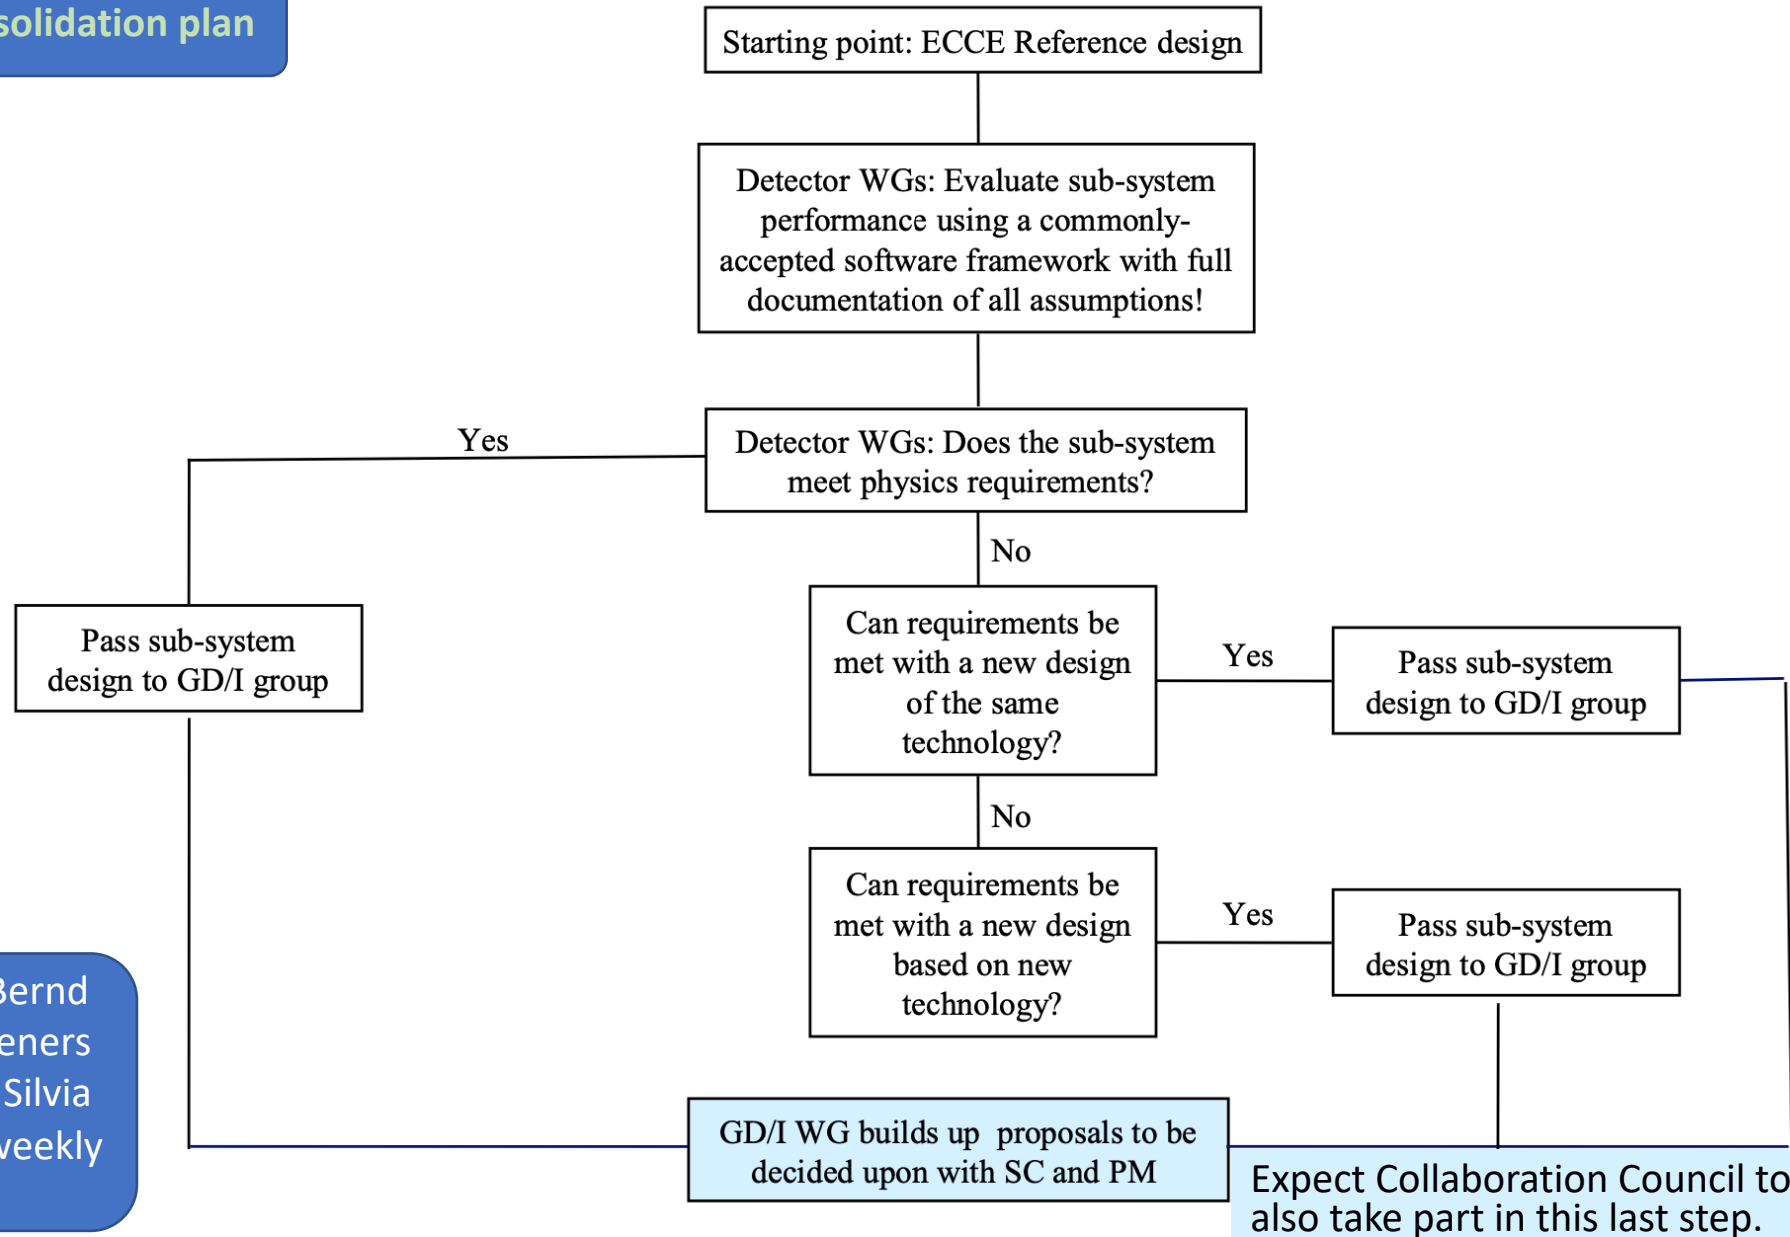 solidation plan
Starting point: ECCE Reference design
Detector WGs: Evaluate sub-system
performance using a commonly-
accepted software framework with full
documentation of all assumptions!
Yes
Detector WGs: Does the sub-system
meet physics requirements?
No
Pass sub-system
design to GD/I group
Can requirements be
met with a new design
of the same
technology?
Yes
Pass sub-system
design to GD/I group
No
Can requirements be
met with a new design
based on new
technology?
Yes
Pass sub-system
design to GD/I group
Bernd
eners
Silvia
weekly
GD/I WG builds up proposals to be
decided upon with SC and PM
Expect Collaboration Council to
also take part in this last step.